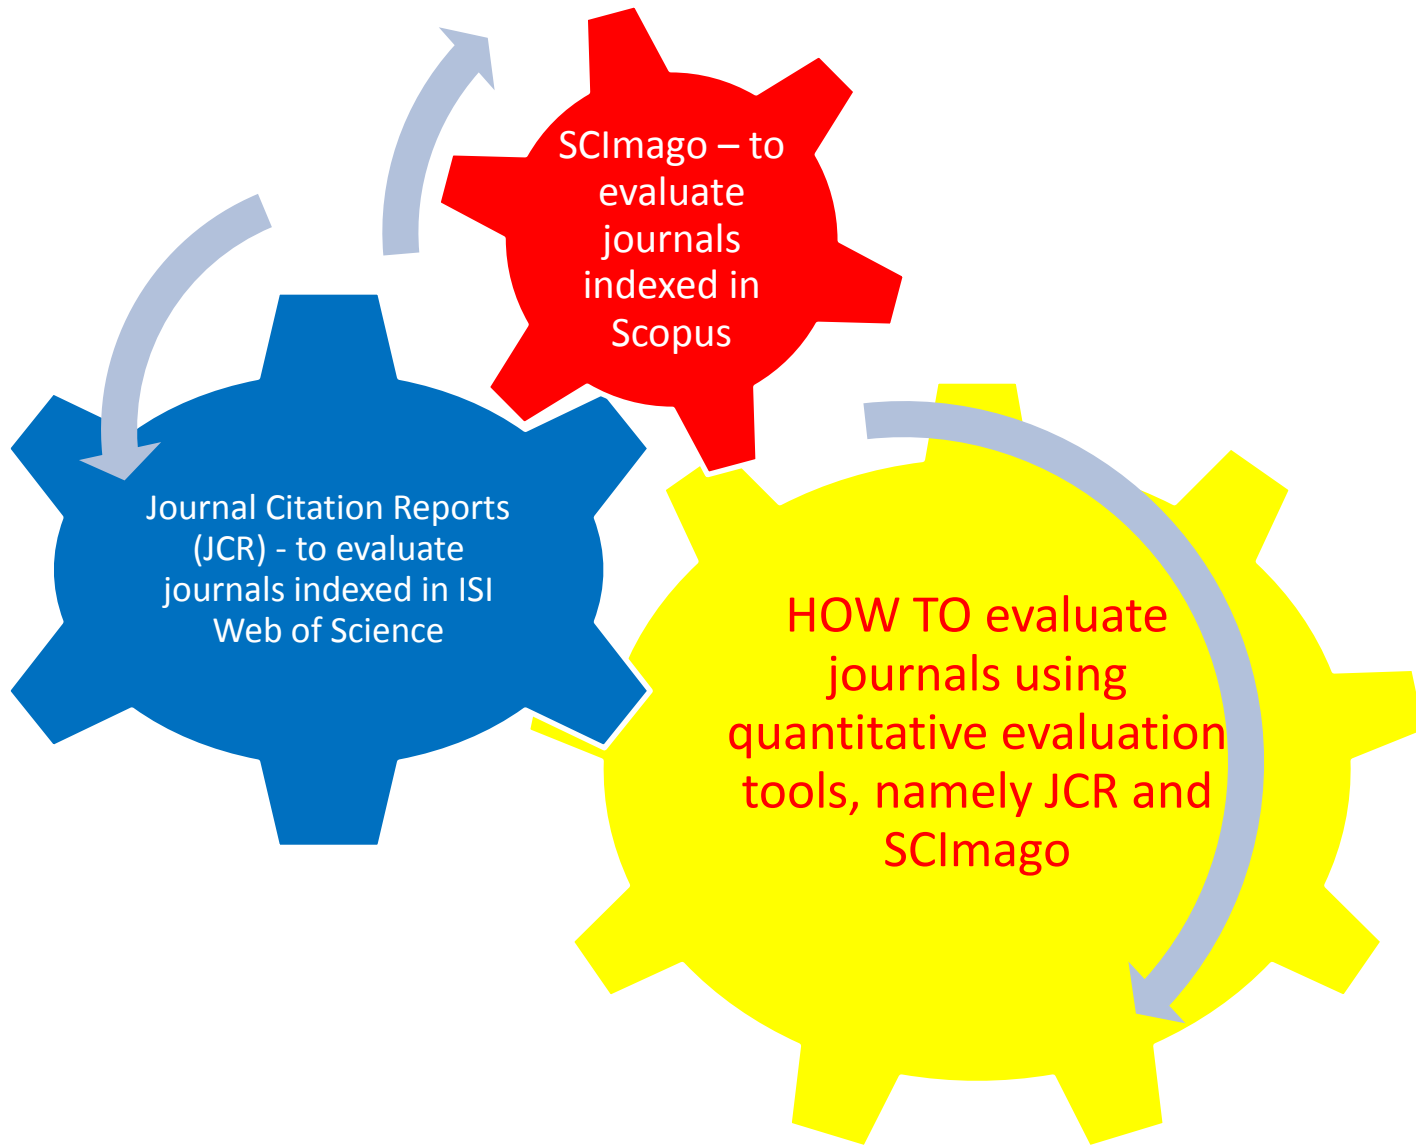 SCImago – to
evaluate
journals
indexed in
Scopus
Journal Citation Reports
(JCR) - to evaluate
journals indexed in ISI
Web of Science
HOW TO evaluate
journals using
quantitative evaluation
tools, namely JCR and
SCImago